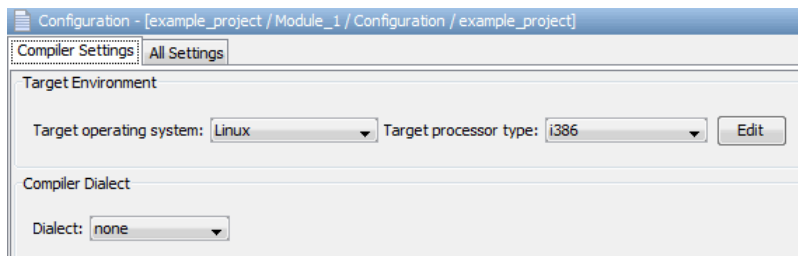 Configuration - [example_project / Module_1 / Configuration / example_project]
Compiler Settings All Settings
Target Environment
Target operating system: Linux Target processor type: i386 Edit
Compiler Dialect
Dialect: none